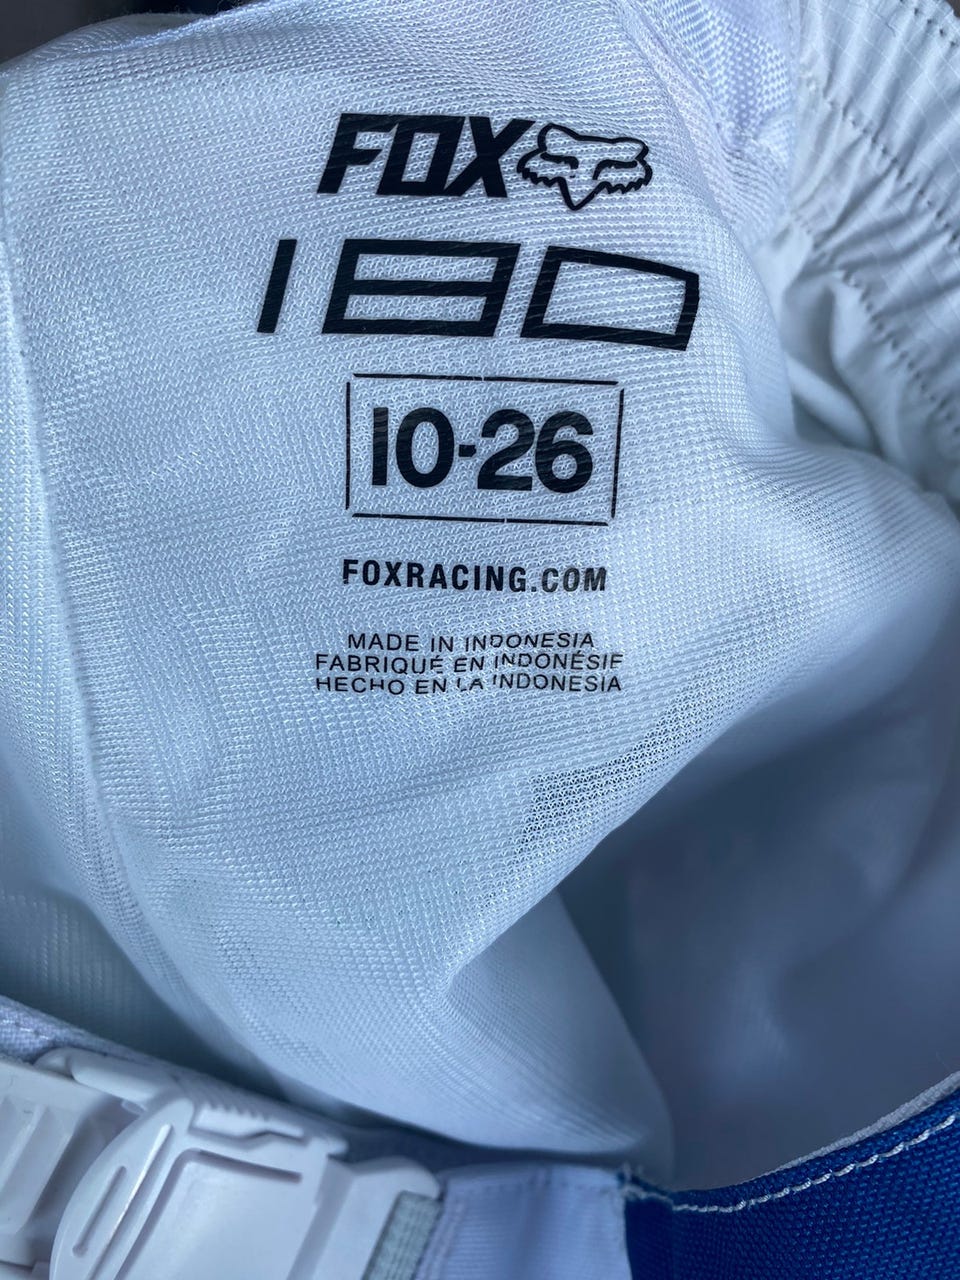 FOX
180
10-26
FOXRACING.COM
MADE IN INDONESIA
FABRIQUÉ EN INDONÉSIE
HECHO EN LA INDONESIA